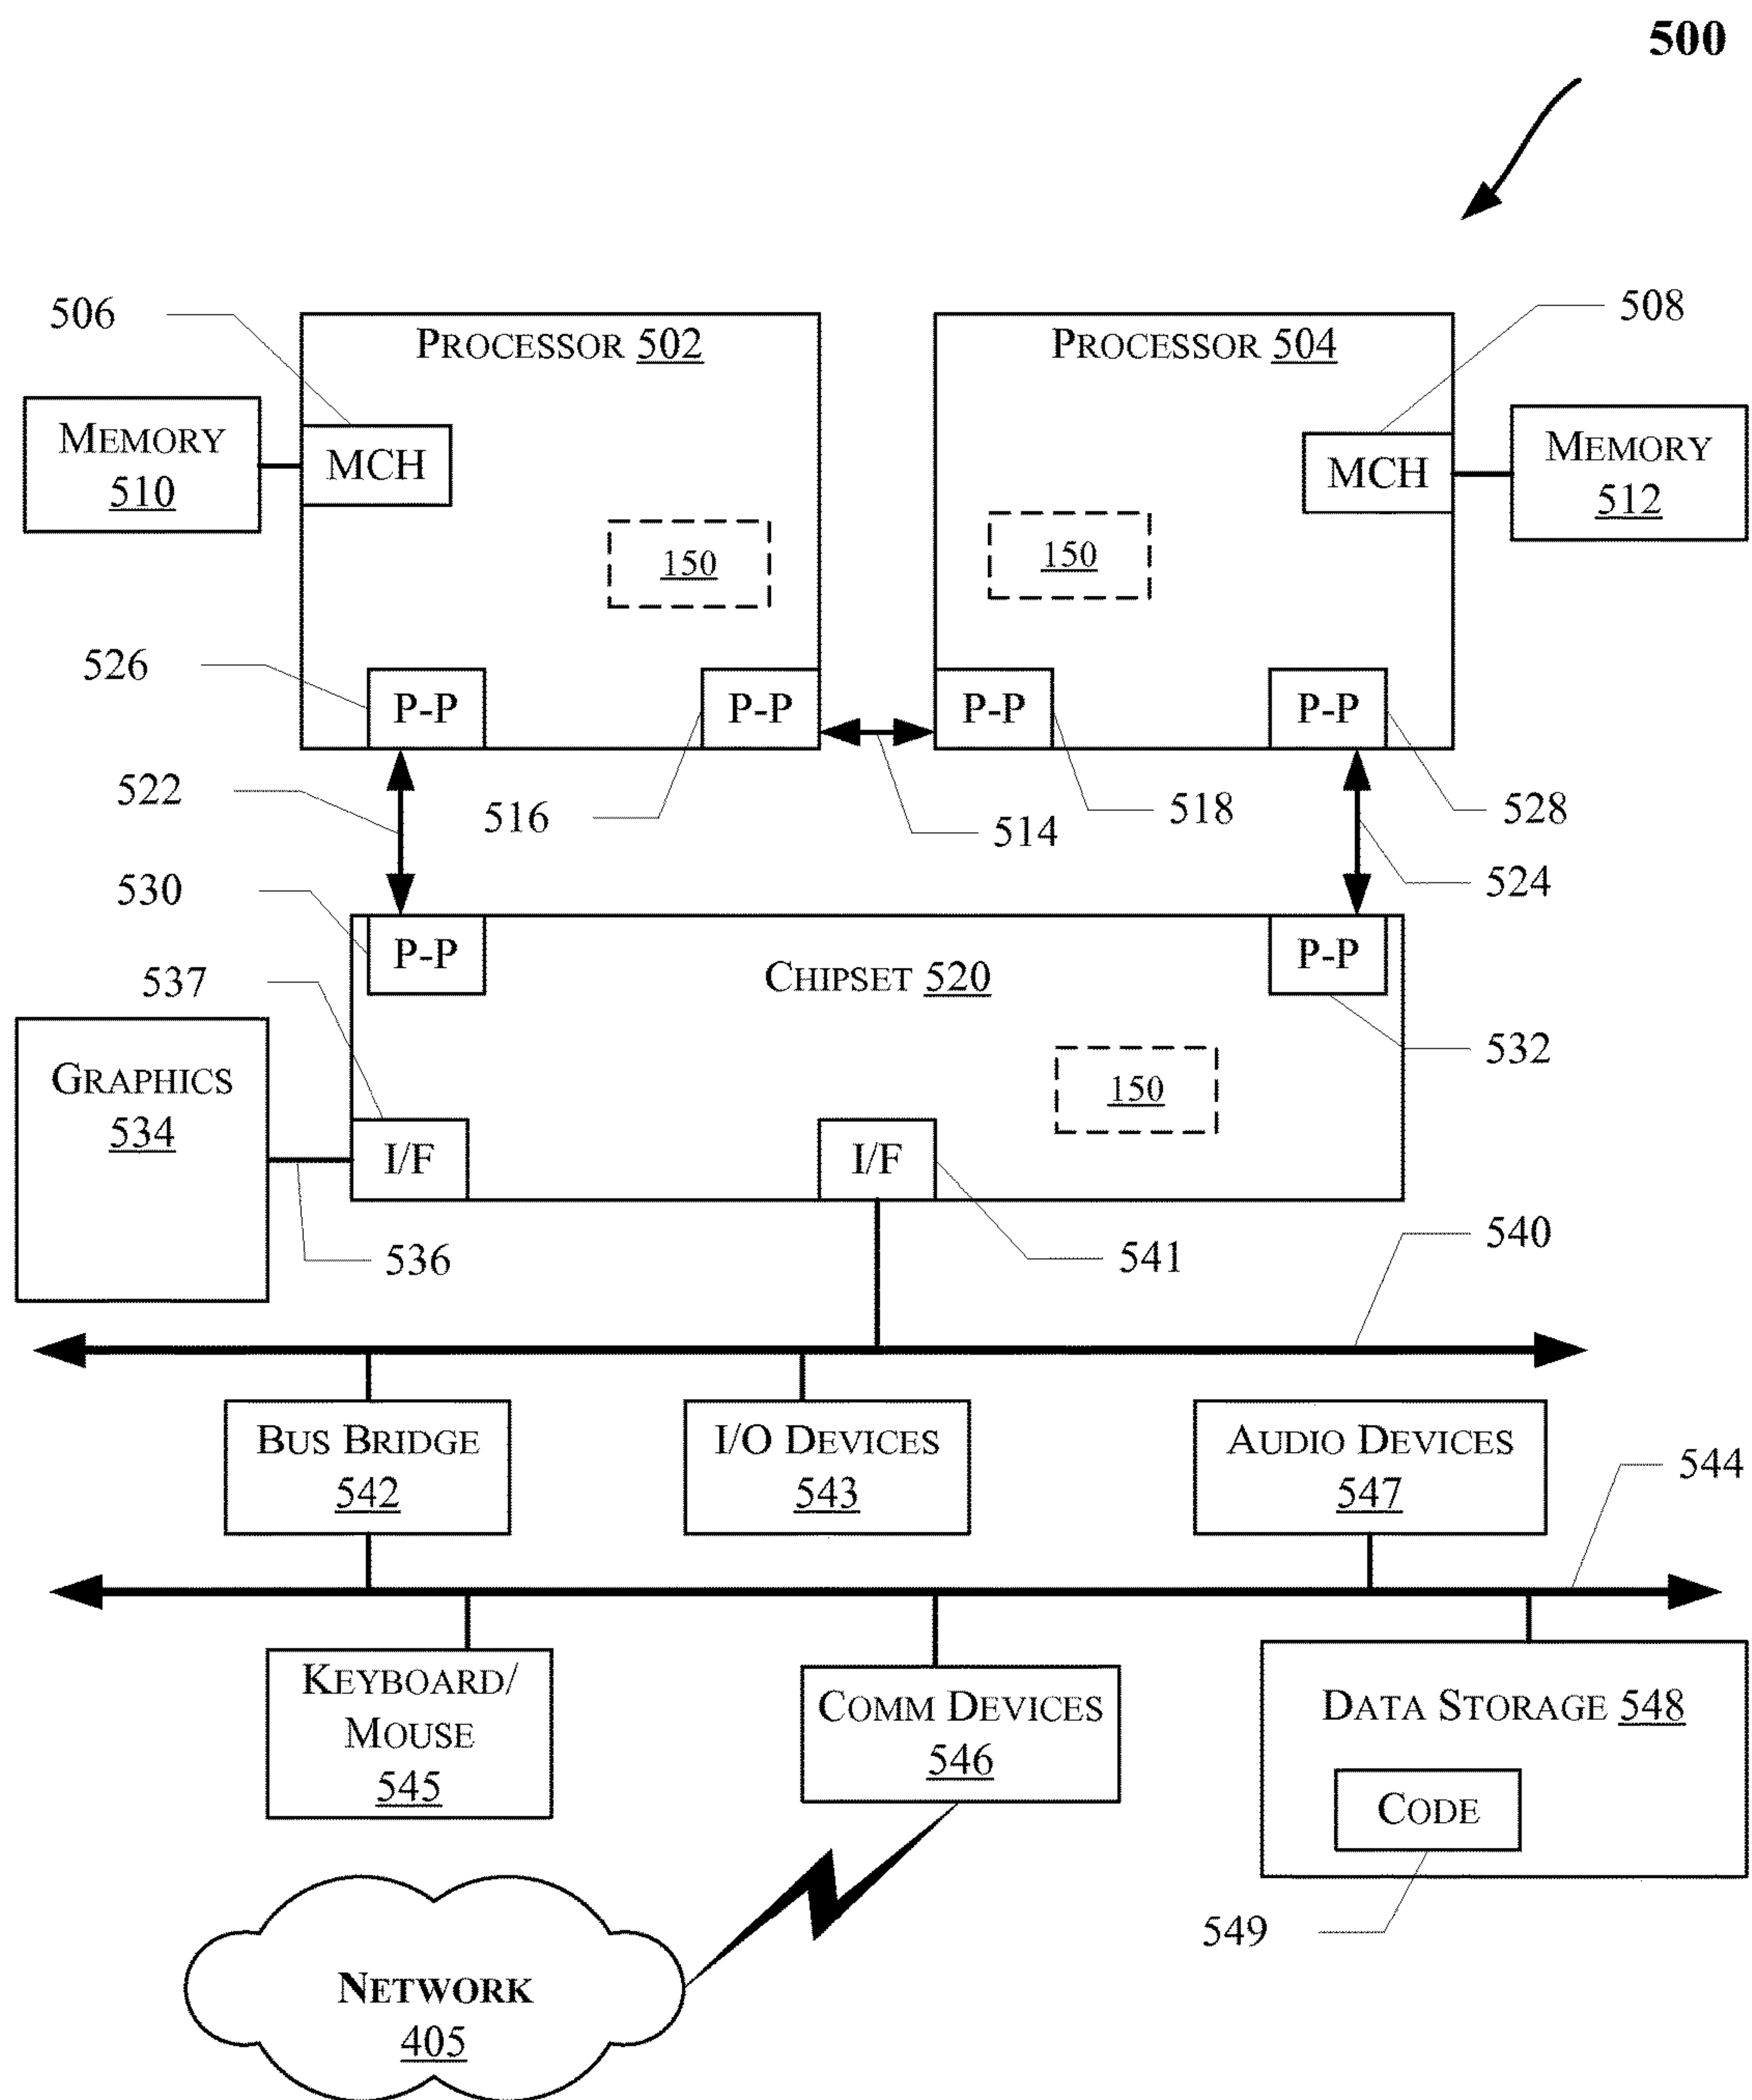 500
506
PROCESSOR 502
PROCESSOR 504
508
MEMORY
510
MCH
MCH
MEMORY
512
150
150
526
P-P
P-P
P-P
P-P
522
516
514
518
528
524
530
P-P
CHIPSET 520
P-P
537
532
GRAPHICS
534
150
I/F
I/F
536
541
540
BUS BRIDGE
542
I/O DEVICES
543
AUDIO DEVICES
547
544
KEYBOARD/
MOUSE
545
COMM DEVICES
546
DATA STORAGE 548
CODE
549
NETWORK
405